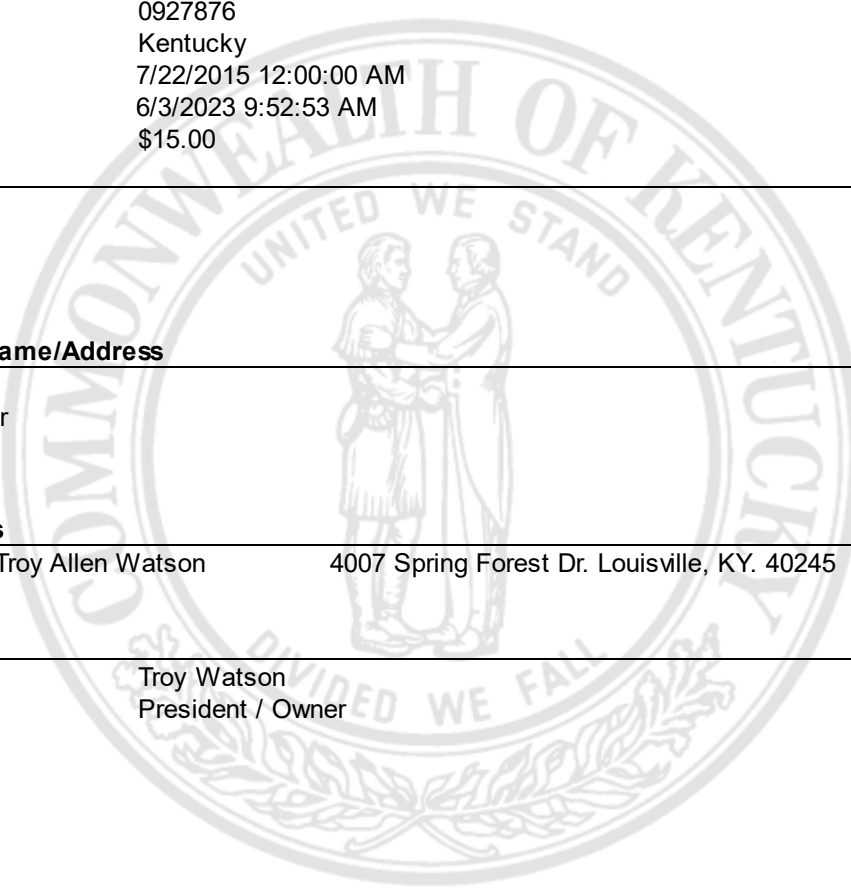 0927876
Kentucky
7/22/2015 12:00:00 AM
6/3/2023 9:52:53 AM
$15.00
COMMONWEALTH OF KENTUCKY
UNITED WE STAND
ame/Address
r
s
Troy Allen Watson 4007 Spring Forest Dr. Louisville, KY. 40245
DIVIDED WE FALL
Troy Watson
President / Owner